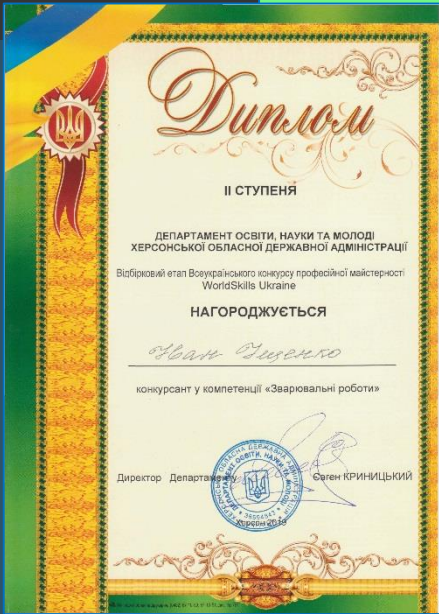 Диплом
ІІ СТУПЕНЯ
ДЕПАРТАМЕНТ ОСВІТИ, НАУКИ ТА МОЛОДІ
ХЕРСОНСЬКОЇ ОБЛАСНОЇ ДЕРЖАВНОЇ АДМІНІСТРАЦІЇ
Відбірковий етап Всеукраїнського конкурсу професійної майстерності
WorldSkills Ukraine
НАГОРОДЖУЄТЬСЯ
Іван Іщенко
конкурсант у компетенції «Зварювальні роботи»
Директор Департаменту Євген КРИНИЦЬКИЙ
Херсон 2019